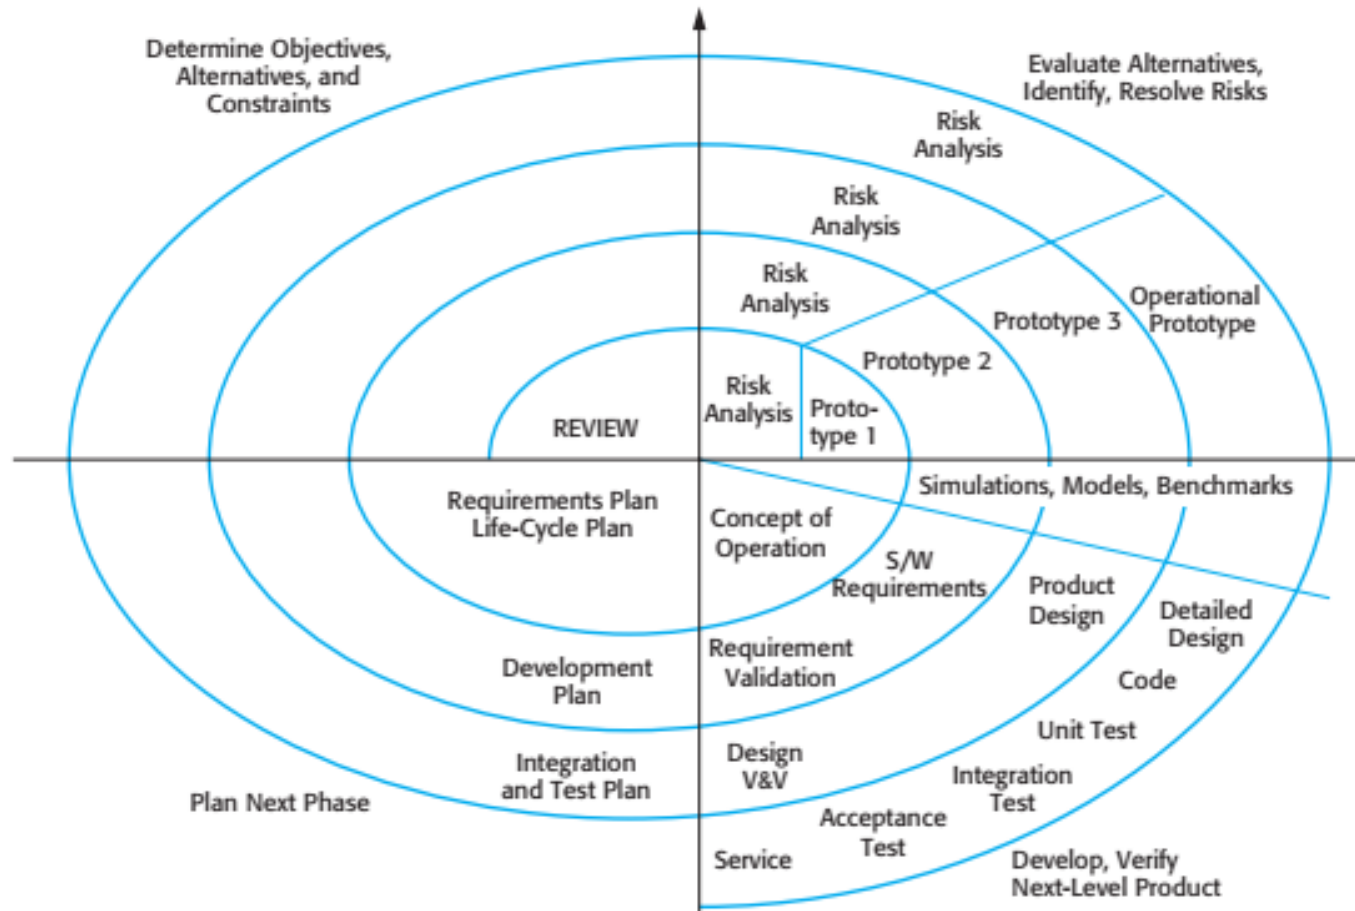 Determine Objectives,
Alternatives, and
Constraints
Evaluate Alternatives,
Identify, Resolve Risks
Risk
Analysis
Risk
Analysis
Risk
Analysis
Operational
Prototype
Prototype 3
Prototype 2
Risk
Analysis
Proto-
type 1
REVIEW
Requirements Plan
Life-Cycle Plan
Concept of
Operation
Simulations, Models, Benchmarks
S/W
Requirements
Product
Design
Detailed
Design
Requirement
Validation
Development
Plan
Code
Unit Test
Design
V&V
Integration
and Test Plan
Integration
Test
Plan Next Phase
Acceptance
Test
Service
Develop, Verify
Next-Level Product